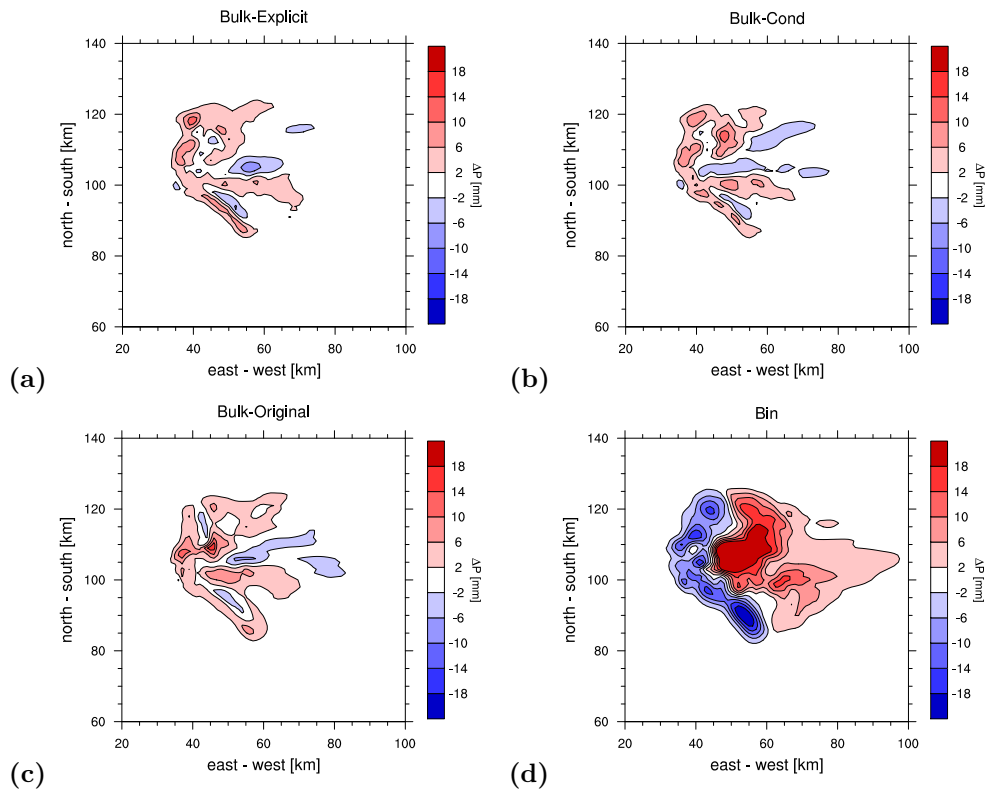 Bulk-Explicit
140
120
100
80
60
20 40 60 80 100
north - south [km]
east - west [km]
18
14
10
6
2
-2
-6
-10
-14
-18
ΔP [mm]
(a)
Bulk-Cond
140
120
100
80
60
20 40 60 80 100
north - south [km]
east - west [km]
18
14
10
6
2
-2
-6
-10
-14
-18
ΔP [mm]
(b)
Bulk-Original
140
120
100
80
60
20 40 60 80 100
north - south [km]
east - west [km]
18
14
10
6
2
-2
-6
-10
-14
-18
ΔP [mm]
(c)
Bin
140
120
100
80
60
20 40 60 80 100
north - south [km]
east - west [km]
18
14
10
6
2
-2
-6
-10
-14
-18
ΔP [mm]
(d)